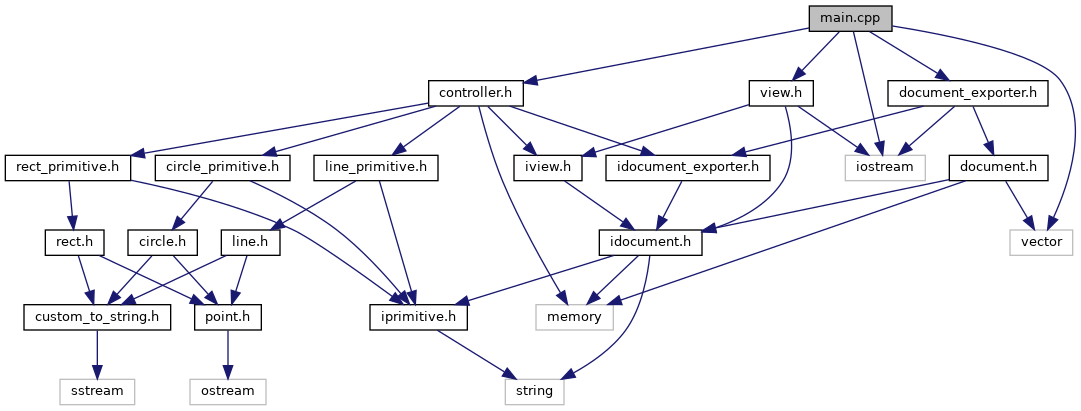 main.cpp
controller.h
view.h
document_exporter.h
rect_primitive.h
circle_primitive.h
line_primitive.h
iview.h
idocument_exporter.h
iostream
document.h
rect.h
circle.h
line.h
idocument.h
vector
custom_to_string.h
point.h
iprimitive.h
memory
sstream
ostream
string